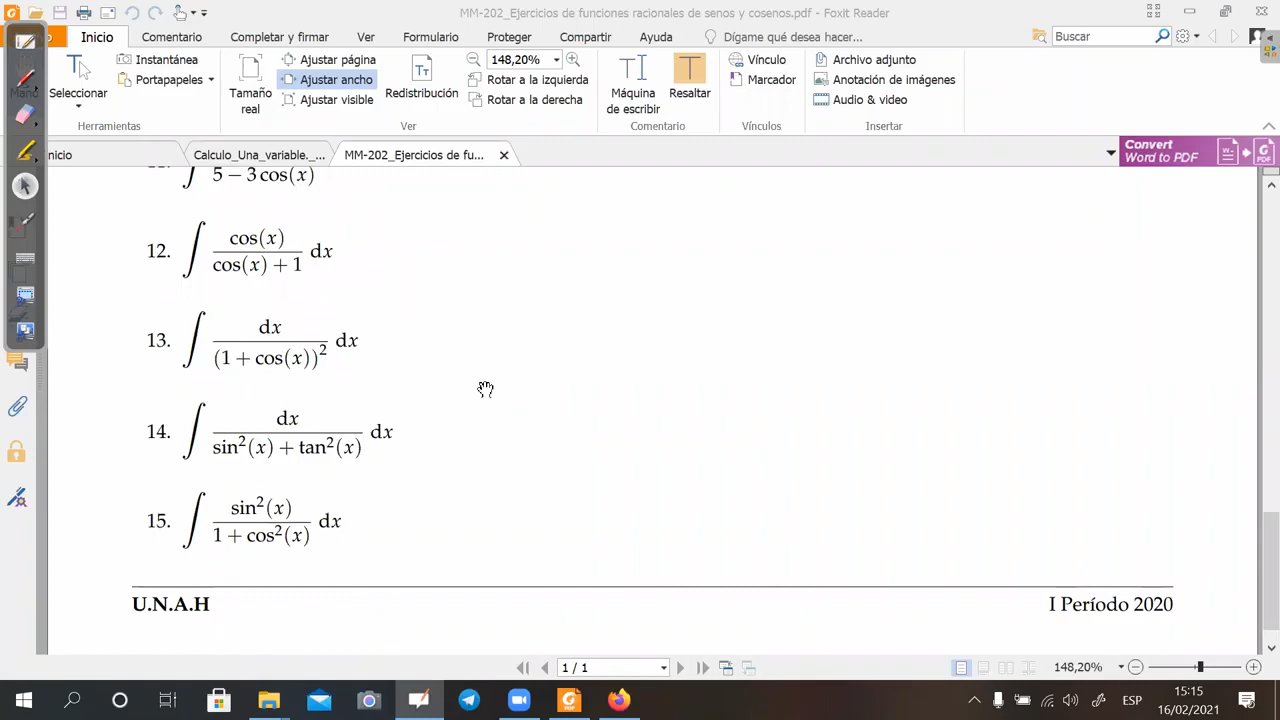 MM-202_Ejercicios de funciones racionales de senos y cosenos.pdf - Foxit Reader
Inicio Comentario Completar y firmar Ver Formulario Proteger Compartir Ayuda Dígame qué desea hacer... Buscar
Mano
Seleccionar
Instantánea
Portapapeles
Herramientas
Tamaño real
Ajustar página
Ajustar ancho
Ajustar visible
Redistribución
148,20%
Rotar a la izquierda
Rotar a la derecha
Ver
Máquina de escribir
Resaltar
Comentario
Vínculo
Marcador
Vínculos
Archivo adjunto
Anotación de imágenes
Audio & video
Insertar
nicio Calculo_Una_variable._... MM-202_Ejercicios de fu...
Convert
Word to PDF
∫ 5 − 3 cos(x)
12. ∫ cos(x) / (cos(x) + 1) dx
13. ∫ dx / (1 + cos(x))² dx
14. ∫ dx / (sin²(x) + tan²(x)) dx
15. ∫ sin²(x) / (1 + cos²(x)) dx
U.N.A.H I Período 2020
1 / 1 148,20%
ESP
15:15
16/02/2021